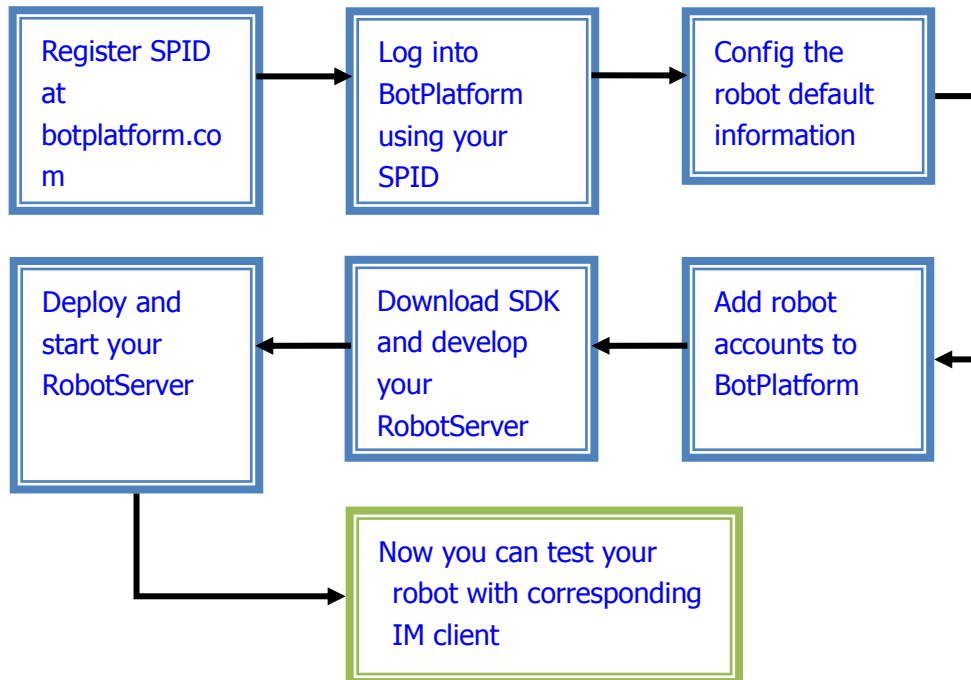 Register SPID
at
botplatform.co
m
Log into
BotPlatform
using your
SPID
Config the
robot default
information
Add robot
accounts to
BotPlatform
Download SDK
and develop
your
RobotServer
Deploy and
start your
RobotServer
Now you can test your
robot with corresponding
IM client